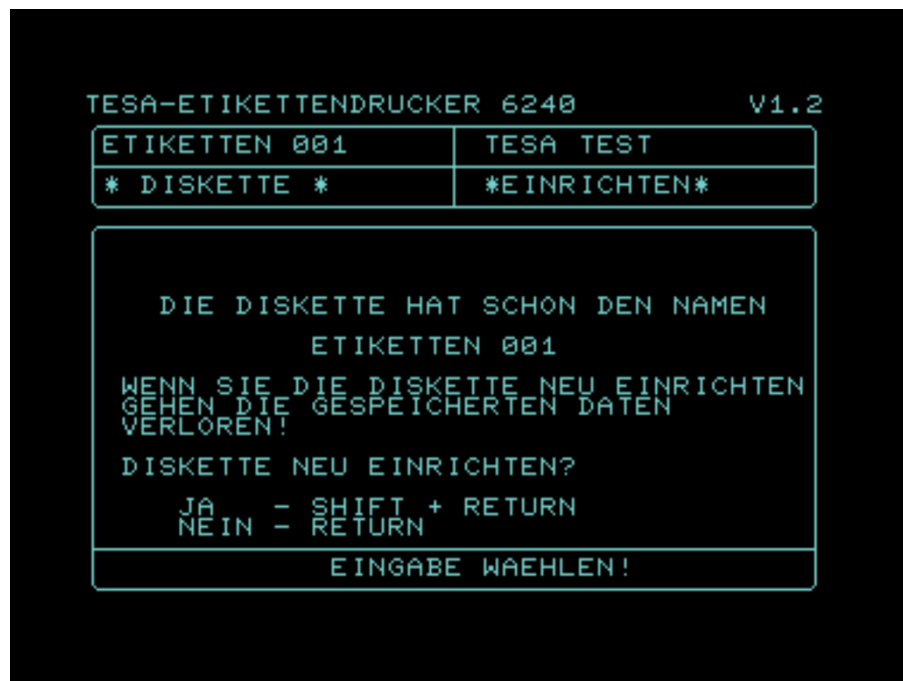 TESA-ETIKETTENDRUCKER 6240 V1.2
ETIKETTEN 001 TESA TEST
* DISKETTE * *EINRICHTEN*
DIE DISKETTE HAT SCHON DEN NAMEN
ETIKETTEN 001
WENN SIE DIE DISKETTE NEU EINRICHTEN
GEHEN DIE GESPEICHERTEN DATEN
VERLOREN!
DISKETTE NEU EINRICHTEN?
JA - SHIFT + RETURN
NEIN - RETURN
EINGABE WAEHLEN!